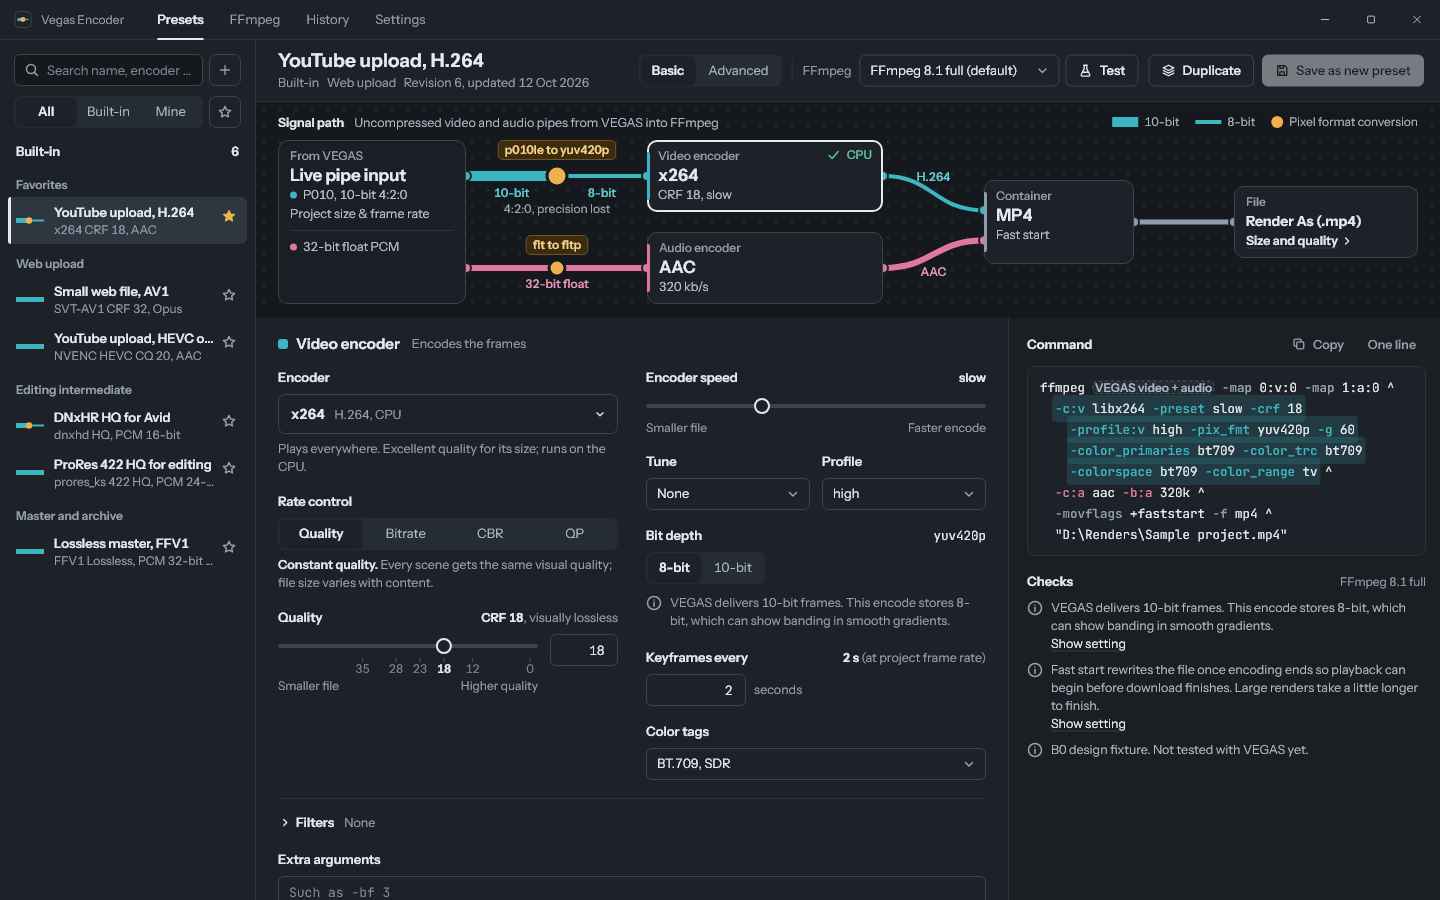 Vegas Encoder
Presets
FFmpeg
History
Settings
Search name, encoder ...
All
Built-in
Mine
Built-in
6
Favorites
YouTube upload, H.264
x264 CRF 18, AAC
Web upload
Small web file, AV1
SVT-AV1 CRF 32, Opus
YouTube upload, HEVC o...
NVENC HEVC CQ 20, AAC
Editing intermediate
DNxHR HQ for Avid
dnxhd HQ, PCM 16-bit
ProRes 422 HQ for editing
prores_ks 422 HQ, PCM 24-...
Master and archive
Lossless master, FFV1
FFV1 Lossless, PCM 32-bit ...
YouTube upload, H.264
Built-in Web upload Revision 6, updated 12 Oct 2026
Basic
Advanced
FFmpeg
FFmpeg 8.1 full (default)
Test
Duplicate
Save as new preset
Signal path Uncompressed video and audio pipes from VEGAS into FFmpeg
10-bit
8-bit
Pixel format conversion
From VEGAS
Live pipe input
P010, 10-bit 4:2:0
Project size & frame rate
32-bit float PCM
p010le to yuv420p
10-bit
8-bit
4:2:0, precision lost
flt to fltp
32-bit float
Video encoder
CPU
x264
CRF 18, slow
Audio encoder
AAC
320 kb/s
H.264
AAC
Container
MP4
Fast start
File
Render As (.mp4)
Size and quality
Video encoder Encodes the frames
Encoder
x264 H.264, CPU
Plays everywhere. Excellent quality for its size; runs on the
CPU.
Rate control
Quality
Bitrate
CBR
QP
Constant quality. Every scene gets the same visual quality;
file size varies with content.
Quality
CRF 18, visually lossless
18
35 28 23 18 12 0
Smaller file
Higher quality
Encoder speed
slow
Smaller file
Faster encode
Tune
Profile
None
high
Bit depth
yuv420p
8-bit
10-bit
VEGAS delivers 10-bit frames. This encode stores 8-
bit, which can show banding in smooth gradients.
Keyframes every
2 s (at project frame rate)
2
seconds
Color tags
BT.709, SDR
Filters None
Extra arguments
Such as -bf 3
Command
Copy
One line
ffmpeg VEGAS video + audio -map 0:v:0 -map 1:a:0 ^
-c:v libx264 -preset slow -crf 18
-profile:v high -pix_fmt yuv420p -g 60
-color_primaries bt709 -color_trc bt709
-colorspace bt709 -color_range tv ^
-c:a aac -b:a 320k ^
-movflags +faststart -f mp4 ^
"D:\Renders\Sample project.mp4"
Checks
FFmpeg 8.1 full
VEGAS delivers 10-bit frames. This encode stores 8-bit, which
can show banding in smooth gradients.
Show setting
Fast start rewrites the file once encoding ends so playback can
begin before download finishes. Large renders take a little longer
to finish.
Show setting
B0 design fixture. Not tested with VEGAS yet.